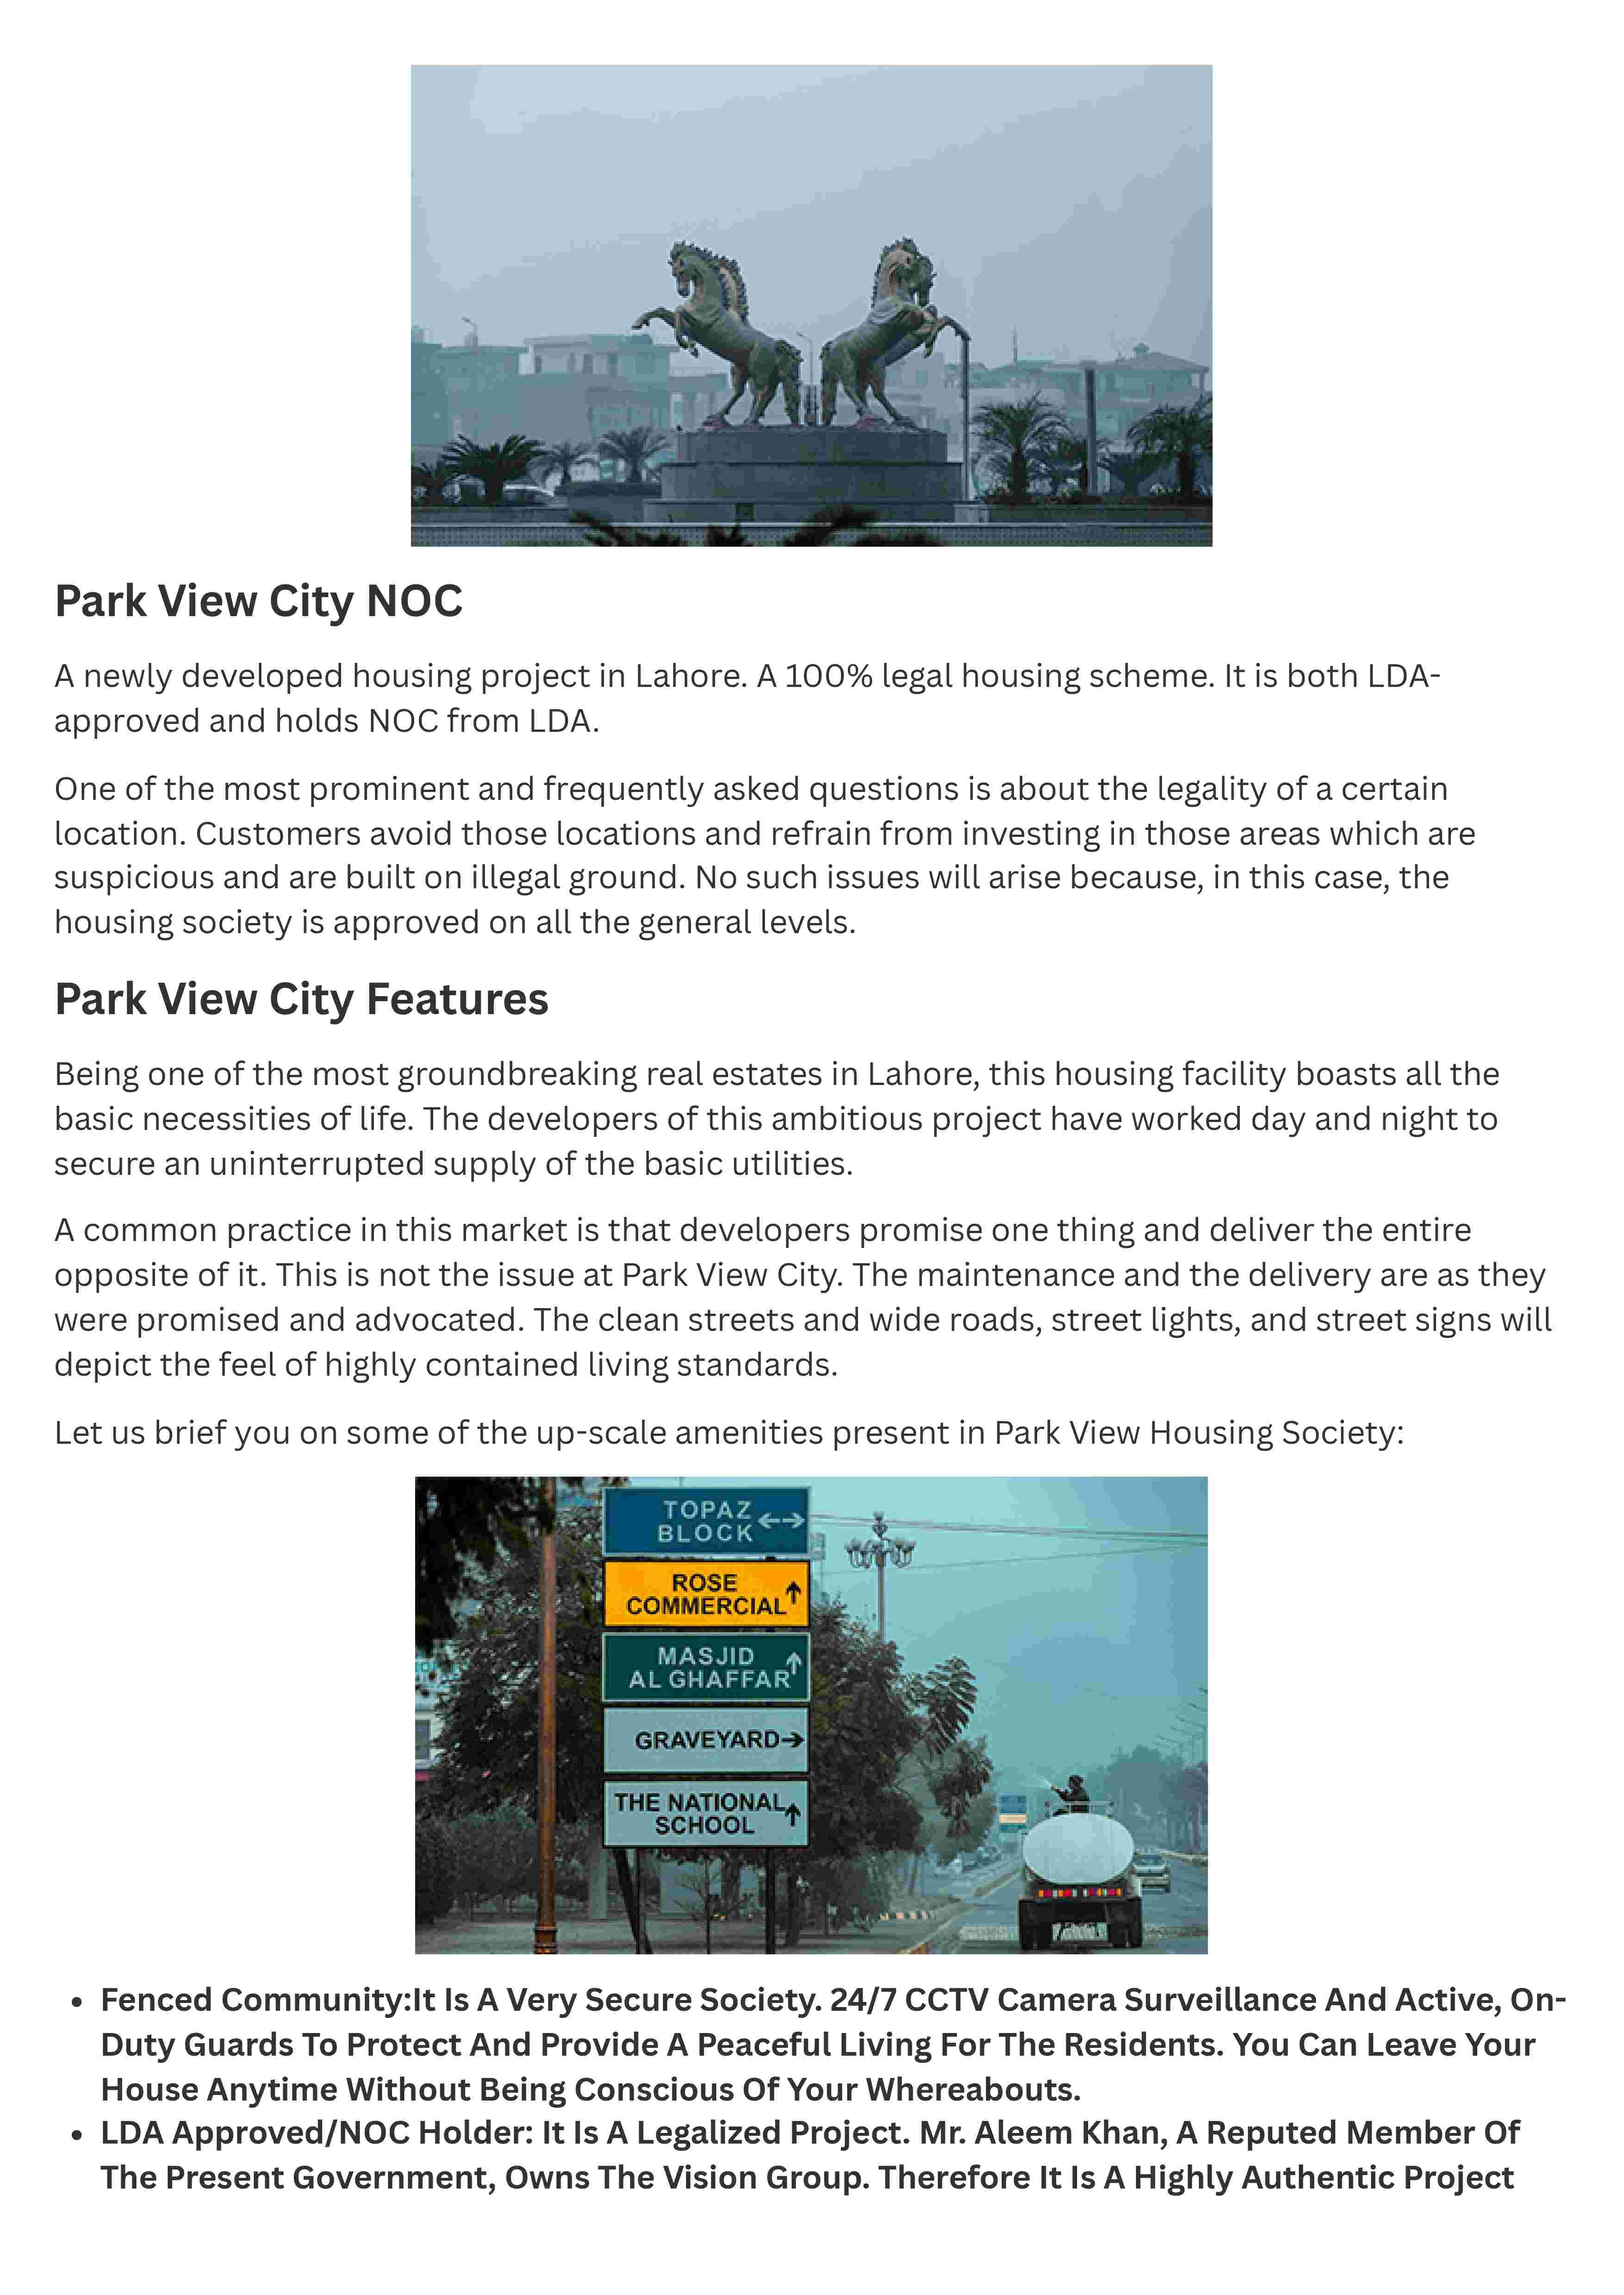 Park View City NOC
A newly developed housing project in Lahore. A 100% legal housing scheme. It is both LDA-
approved and holds NOC from LDA.
One of the most prominent and frequently asked questions is about the legality of a certain
location. Customers avoid those locations and refrain from investing in those areas which are
suspicious and are built on illegal ground. No such issues will arise because, in this case, the
housing society is approved on all the general levels.
Park View City Features
Being one of the most groundbreaking real estates in Lahore, this housing facility boasts all the
basic necessities of life. The developers of this ambitious project have worked day and night to
secure an uninterrupted supply of the basic utilities.
A common practice in this market is that developers promise one thing and deliver the entire
opposite of it. This is not the issue at Park View City. The maintenance and the delivery are as they
were promised and advocated. The clean streets and wide roads, street lights, and street signs will
depict the feel of highly contained living standards.
Let us brief you on some of the up-scale amenities present in Park View Housing Society:
TOPAZ
BLOCK ↔
ROSE
COMMERCIAL ↑
MASJID
AL GHAFFAR ↑
GRAVEYARD →
THE NATIONAL
SCHOOL ↑
• Fenced Community:It Is A Very Secure Society. 24/7 CCTV Camera Surveillance And Active, On-
Duty Guards To Protect And Provide A Peaceful Living For The Residents. You Can Leave Your
House Anytime Without Being Conscious Of Your Whereabouts.
• LDA Approved/NOC Holder: It Is A Legalized Project. Mr. Aleem Khan, A Reputed Member Of
The Present Government, Owns The Vision Group. Therefore It Is A Highly Authentic Project